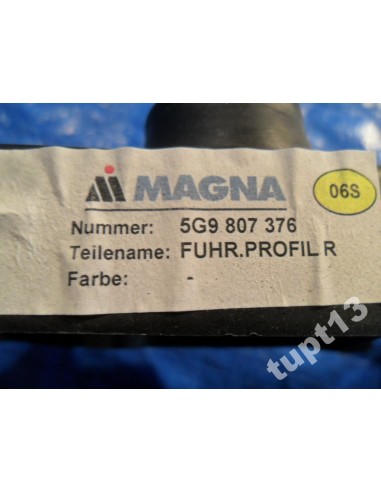 MAGNA
06S
Nummer: 5G9 807 376
Teilename: FUHR.PROFIL R
Farbe: -
tupt13